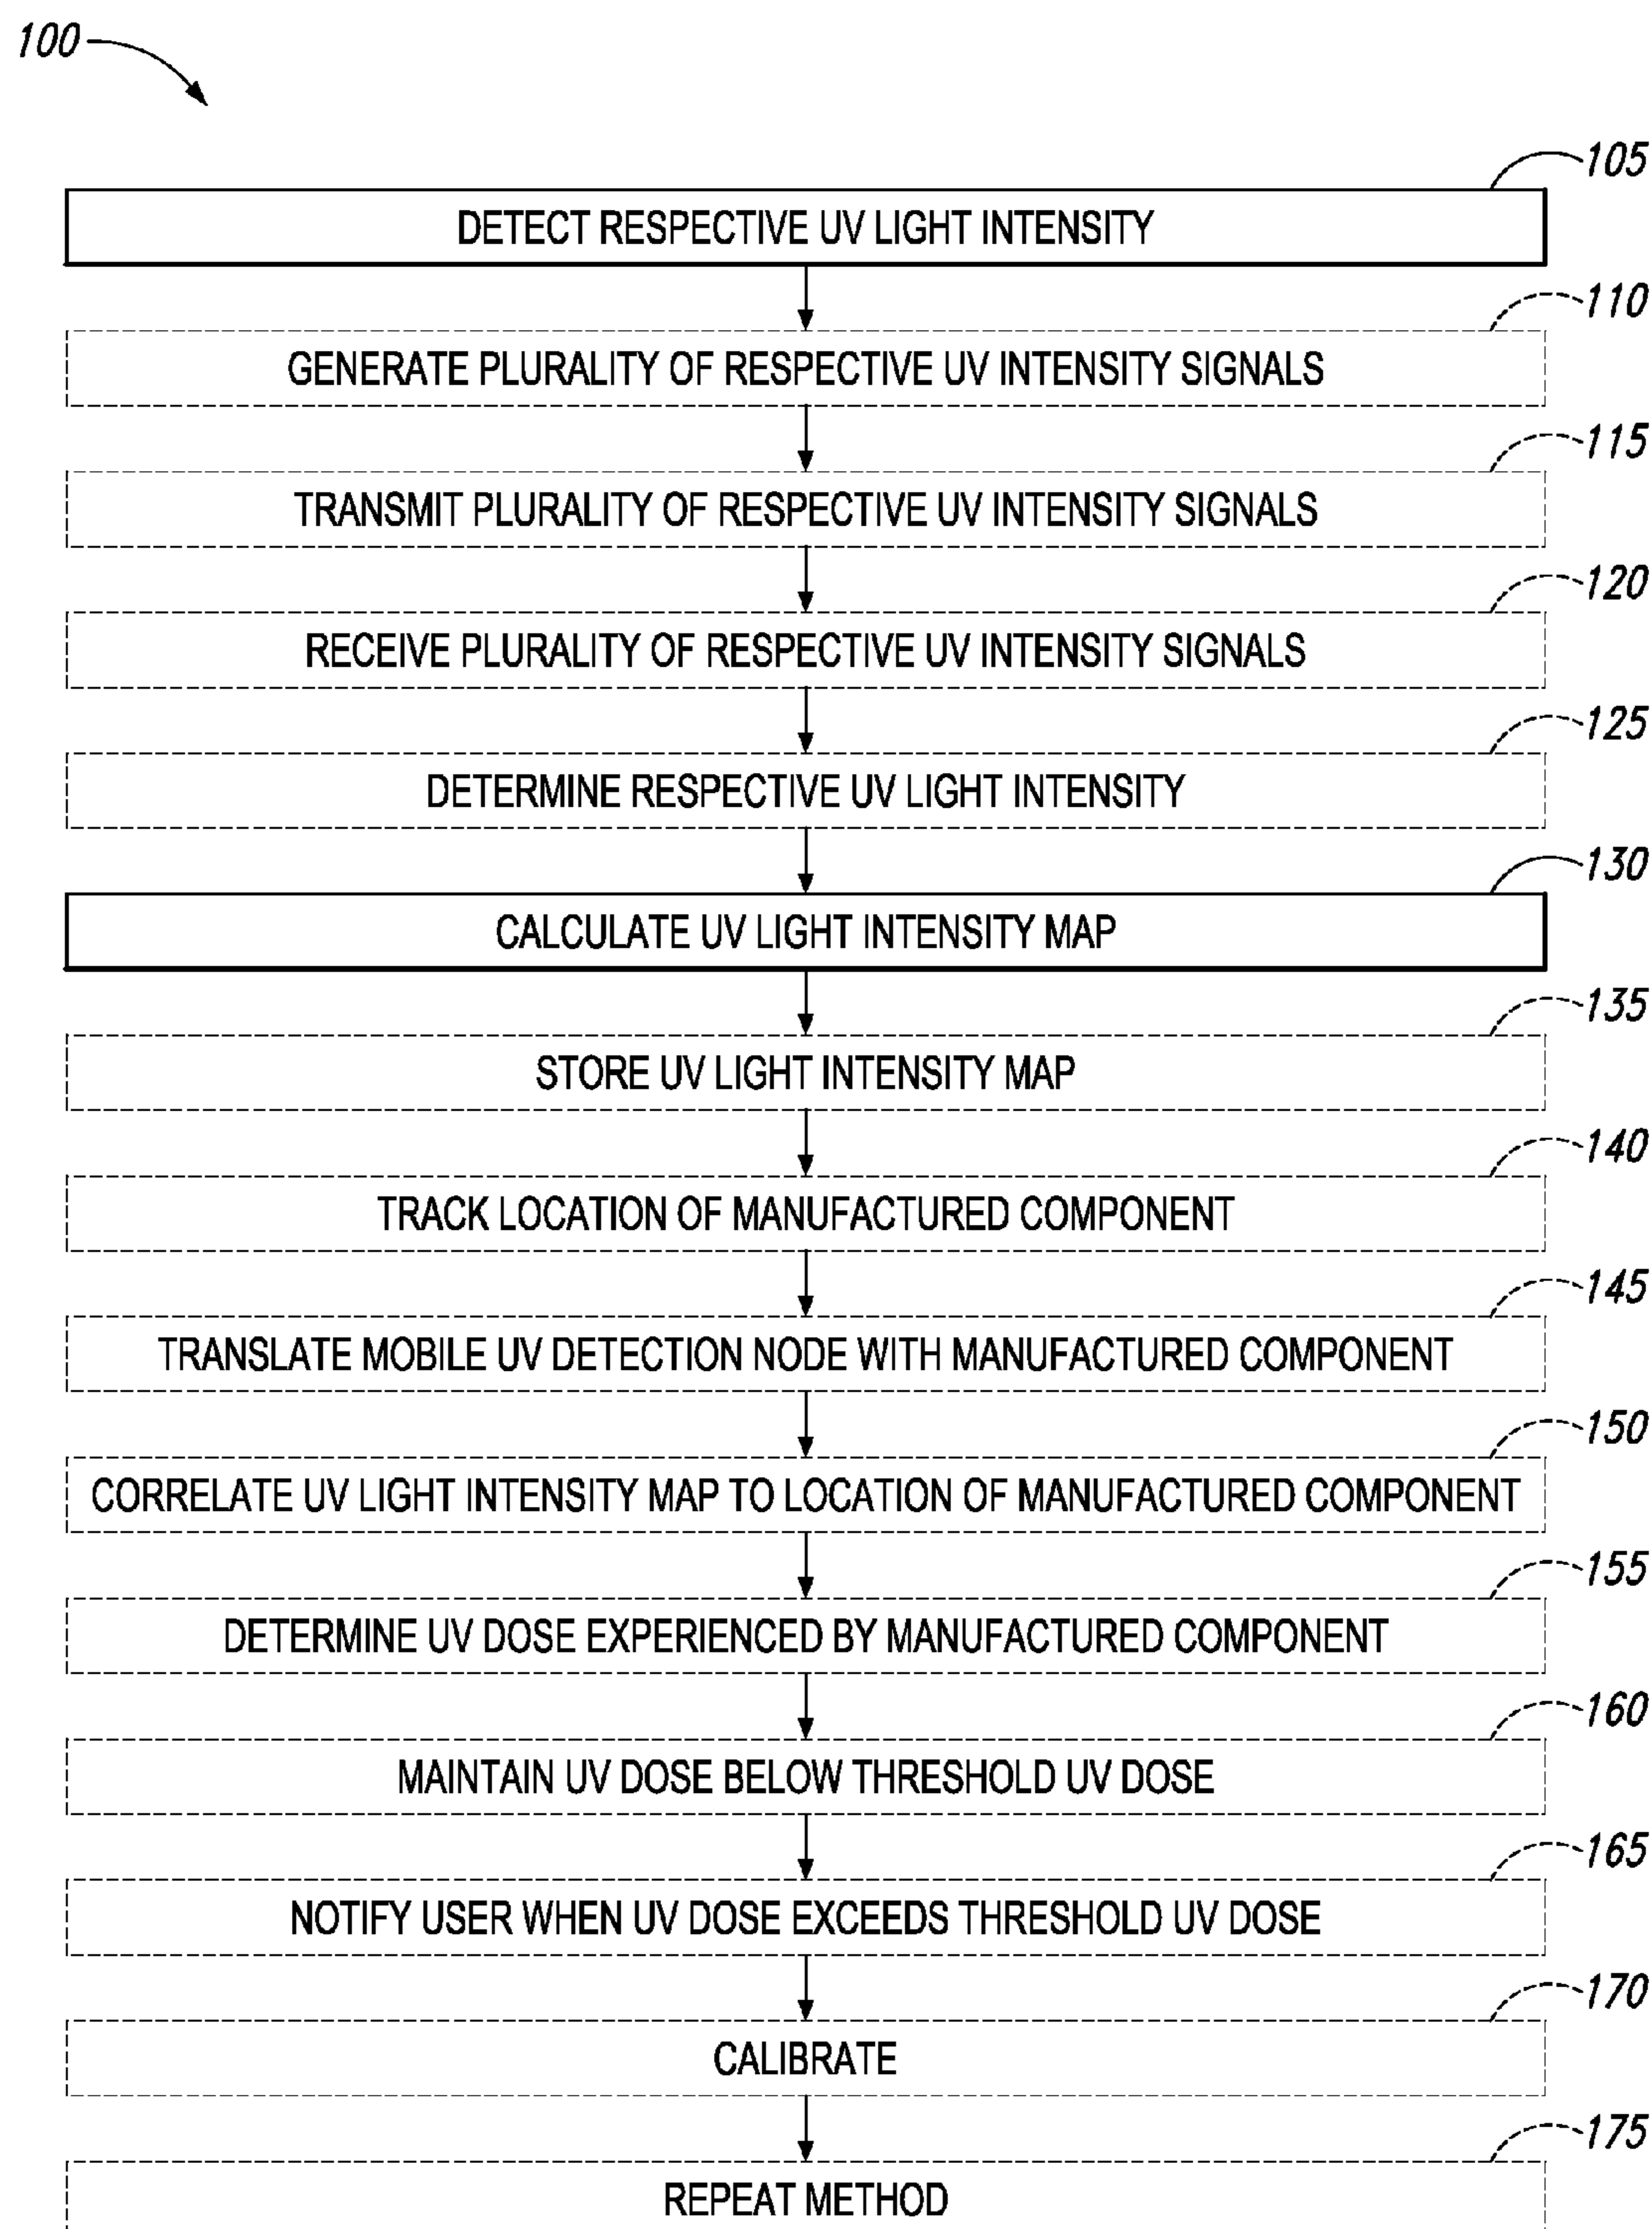 100
105
DETECT RESPECTIVE UV LIGHT INTENSITY
110
GENERATE PLURALITY OF RESPECTIVE UV INTENSITY SIGNALS
115
TRANSMIT PLURALITY OF RESPECTIVE UV INTENSITY SIGNALS
120
RECEIVE PLURALITY OF RESPECTIVE UV INTENSITY SIGNALS
125
DETERMINE RESPECTIVE UV LIGHT INTENSITY
130
CALCULATE UV LIGHT INTENSITY MAP
135
STORE UV LIGHT INTENSITY MAP
140
TRACK LOCATION OF MANUFACTURED COMPONENT
145
TRANSLATE MOBILE UV DETECTION NODE WITH MANUFACTURED COMPONENT
150
CORRELATE UV LIGHT INTENSITY MAP TO LOCATION OF MANUFACTURED COMPONENT
155
DETERMINE UV DOSE EXPERIENCED BY MANUFACTURED COMPONENT
160
MAINTAIN UV DOSE BELOW THRESHOLD UV DOSE
165
NOTIFY USER WHEN UV DOSE EXCEEDS THRESHOLD UV DOSE
170
CALIBRATE
175
REPEAT METHOD